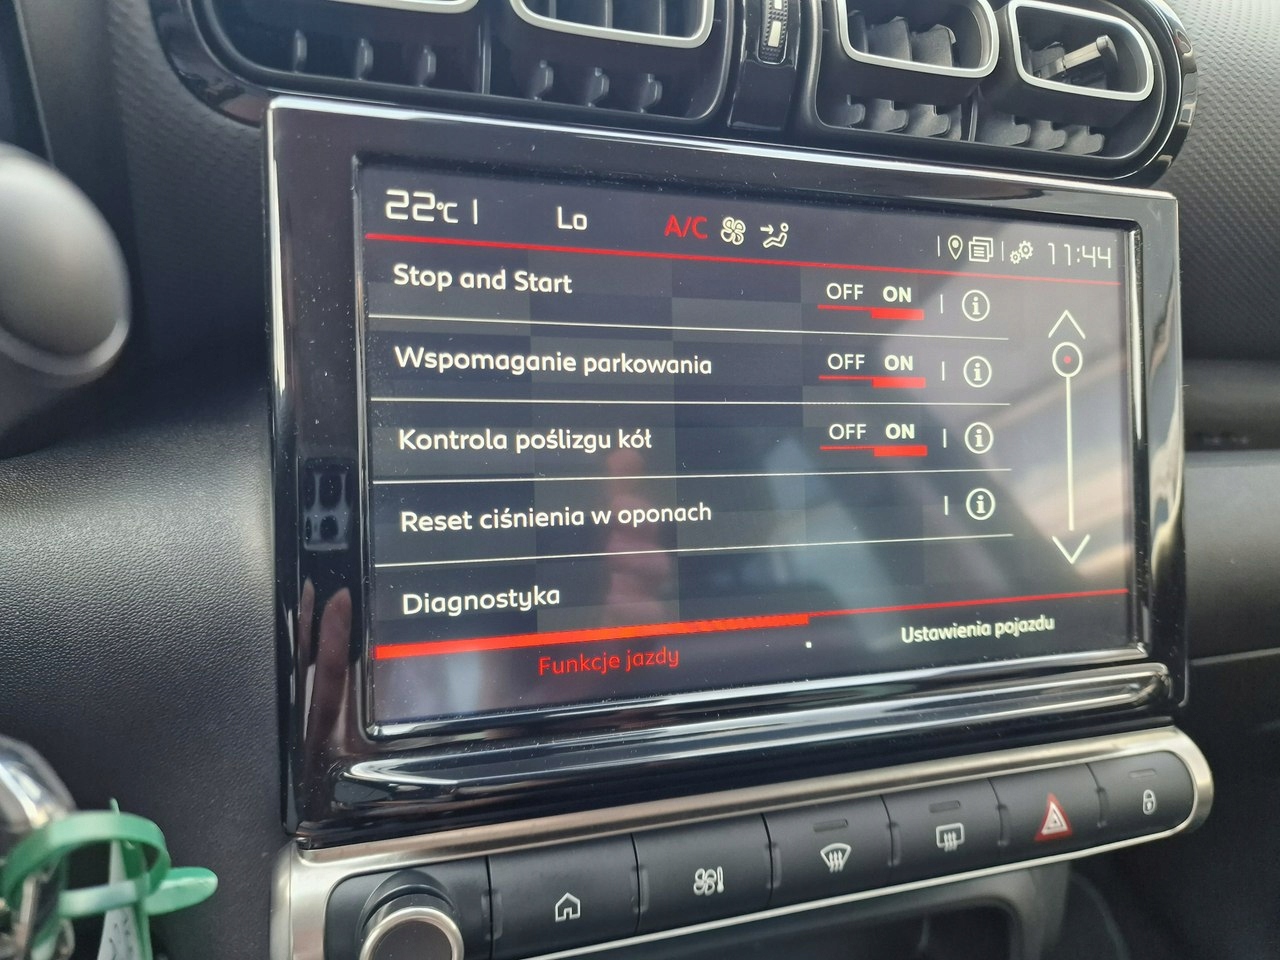 22°C Lo A/C 11:44
Stop and Start OFF ON
Wspomaganie parkowania OFF ON
Kontrola poślizgu kół OFF ON
Reset ciśnienia w oponach
Diagnostyka
Funkcje jazdy Ustawienia pojazdu